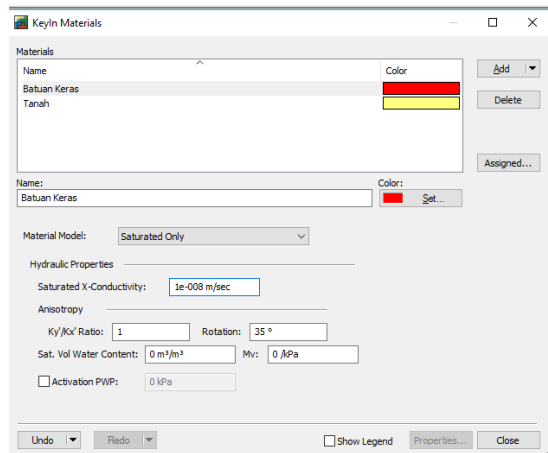 KeyIn Materials
Materials
Name Color
Batuan Keras
Tanah
Add
Delete
Assigned...
Name: Color:
Batuan Keras Set...
Material Model: Saturated Only
Hydraulic Properties
Saturated X-Conductivity: 1e-008 m/sec
Anisotropy
Ky'/Kx' Ratio: 1 Rotation: 35 °
Sat. Vol Water Content: 0 m³/m³ Mv: 0 /kPa
Activation PWP: 0 kPa
Undo Redo Show Legend Properties... Close